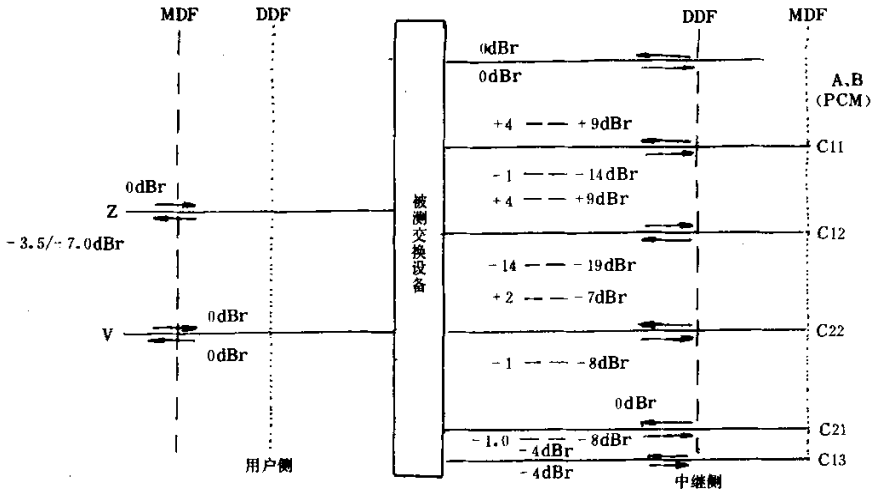 MDF DDF DDF MDF
0dBr
0dBr
A、B
(PCM)
+4 — — +9dBr
C11
-1 — — -14dBr
0dBr
+4 — — +9dBr
Z
C12
-3.5/-7.0dBr
被测交换设备
-14 — — -19dBr
+2 — — -7dBr
0dBr
V
C22
0dBr
-1 — — -8dBr
0dBr
C21
-1.0 — — -8dBr
-4dBr
C13
-4dBr
用户侧
中继侧